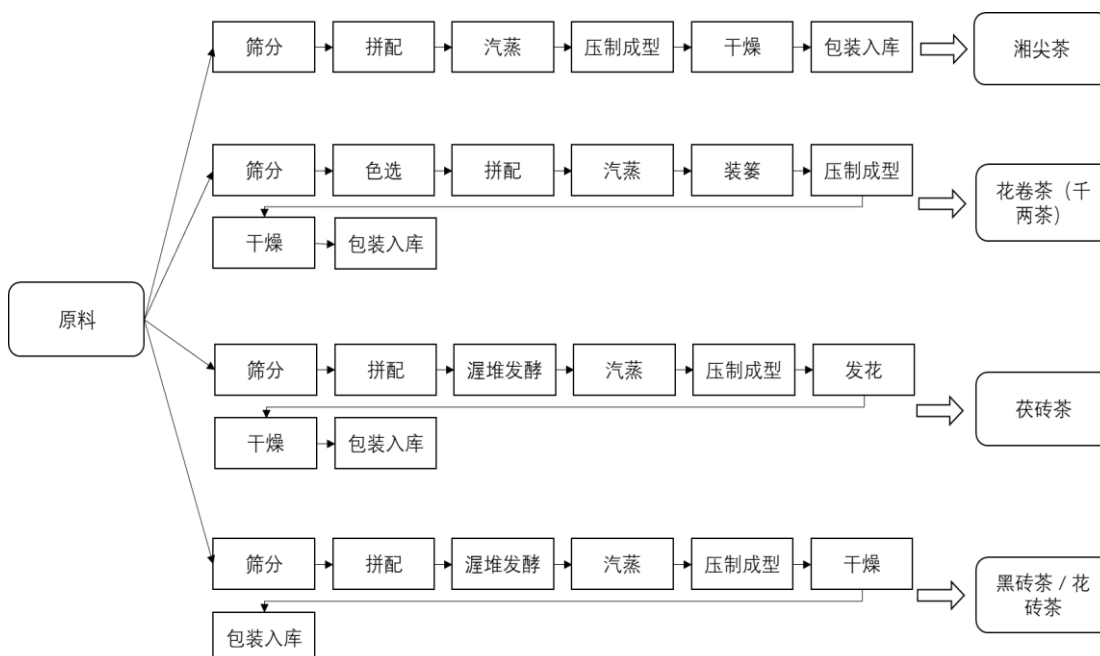 筛分
拼配
汽蒸
压制成型
干燥
包装入库
湘尖茶
筛分
色选
拼配
汽蒸
装篓
压制成型
花卷茶（千
两茶）
干燥
包装入库
原料
筛分
拼配
渥堆发酵
汽蒸
压制成型
发花
茯砖茶
干燥
包装入库
筛分
拼配
渥堆发酵
汽蒸
压制成型
干燥
黑砖茶 / 花
砖茶
包装入库